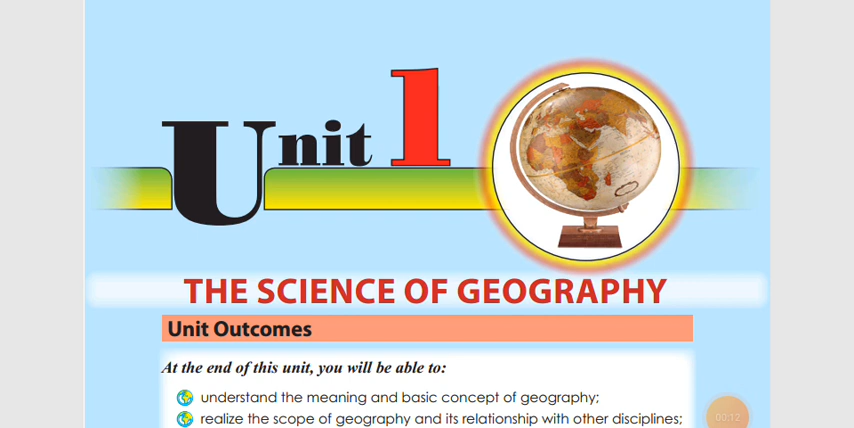 Unit 1
THE SCIENCE OF GEOGRAPHY
Unit Outcomes
At the end of this unit, you will be able to:
understand the meaning and basic concept of geography;
realize the scope of geography and its relationship with other disciplines;
00:12